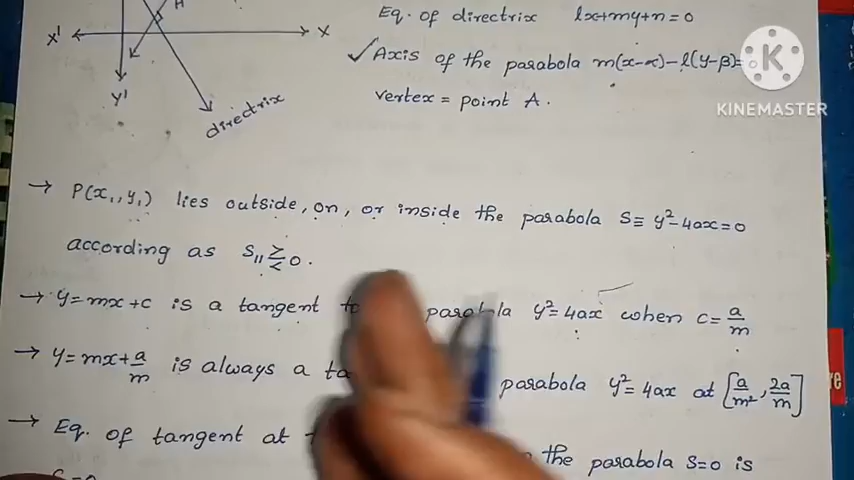 A
Eq. of directrix lx+my+n=0
X' X
✓Axis of the parabola m(x-α)-l(y-β)=0
KINEMASTER
Y'
vertex = point A.
directrix
→ P(x₁,y₁) lies outside, on, or inside the parabola S≡ y²-4ax=0
according as S₁₁ ⪌ 0.
→ y=mx+c is a tangent to parabola y²=4ax when c=a/m
→ y=mx+a/m is always a parabola y²=4ax at [a/m², 2a/m]
→ Eq. of tangent at the parabola S=0 is